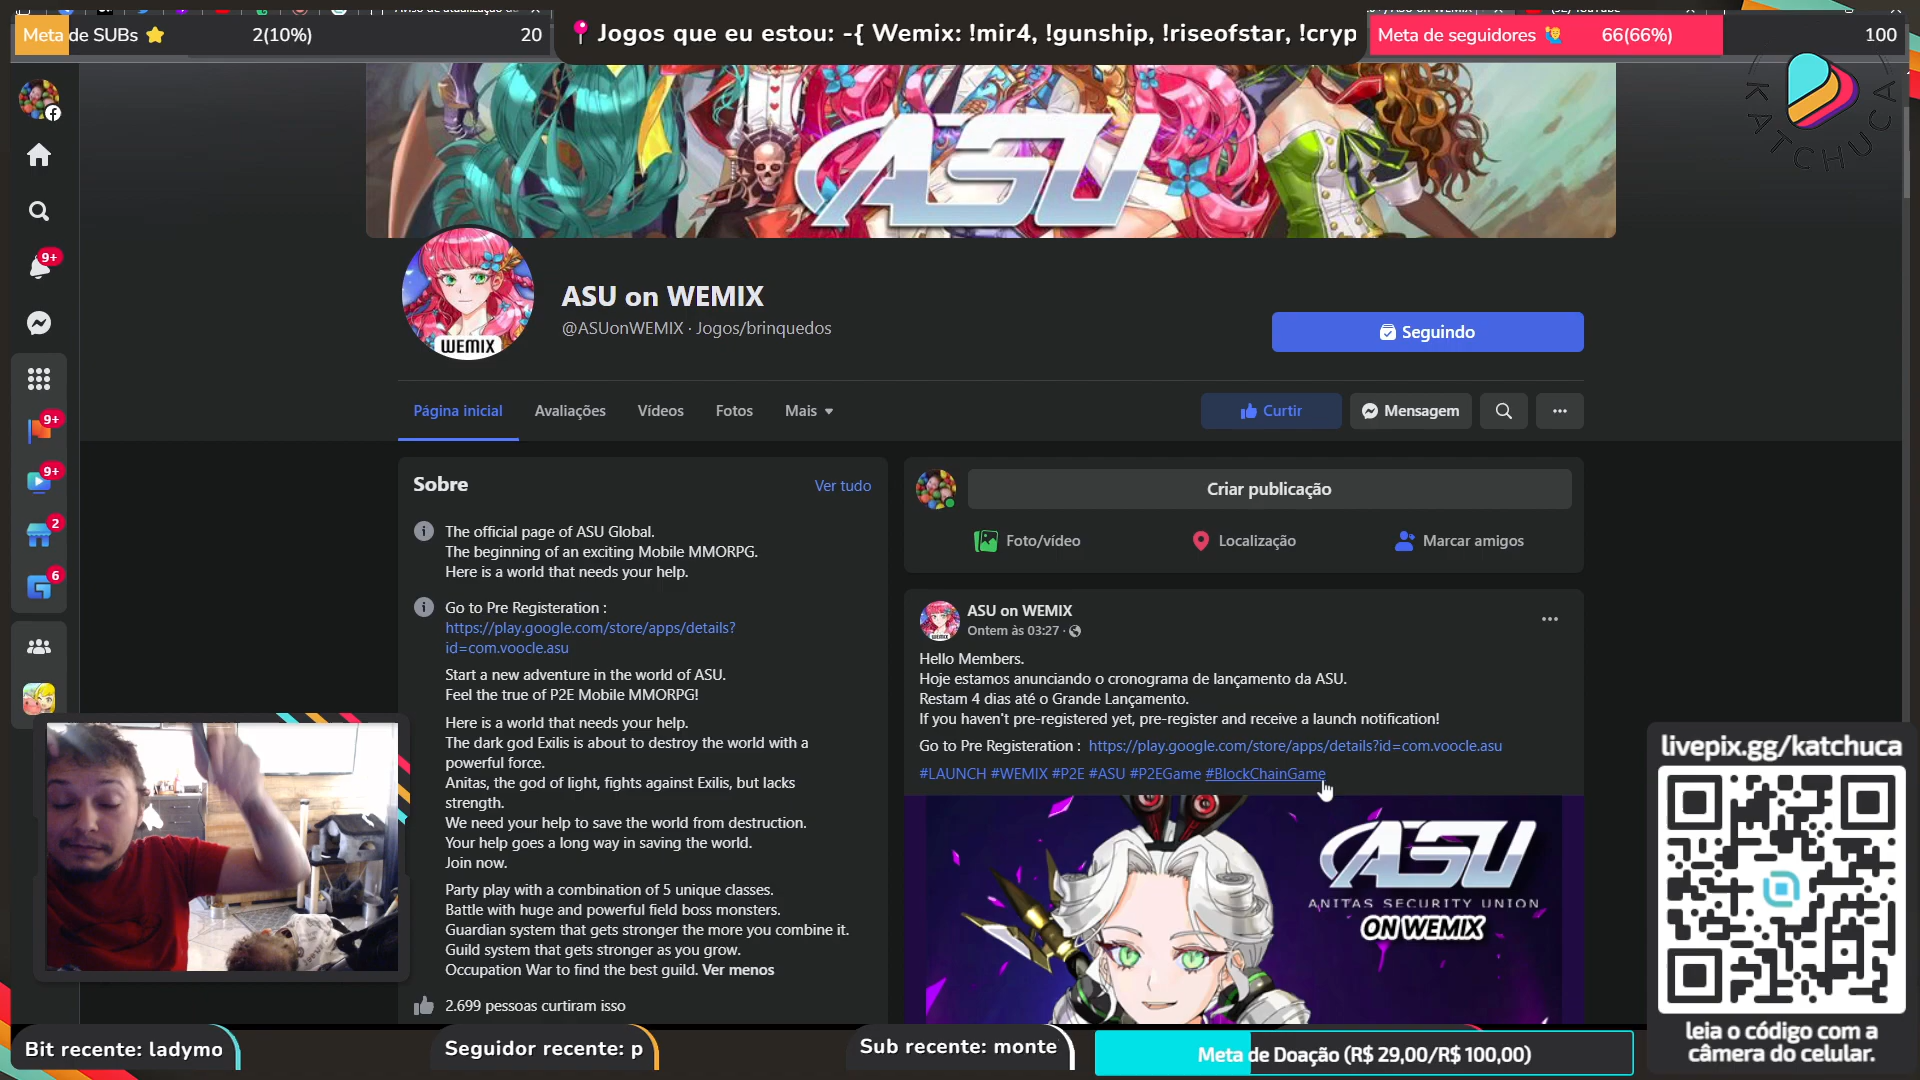 Meta de SUBs ⭐ 2(10%) 20
Jogos que eu estou: -{ Wemix: !mir4, !gunship, !riseofstar, !cryp
Meta de seguidores 66(66%) 100
KATCHUCA
ASU
WEMIX
ASU on WEMIX
@ASUonWEMIX · Jogos/brinquedos
Seguindo
Página inicial
Avaliações
Vídeos
Fotos
Mais
Curtir
Mensagem
9+
9+
9+
2
6
Sobre
Ver tudo
The official page of ASU Global.
The beginning of an exciting Mobile MMORPG.
Here is a world that needs your help.
Go to Pre Registeration :
https://play.google.com/store/apps/details?
id=com.voocle.asu
Start a new adventure in the world of ASU.
Feel the true of P2E Mobile MMORPG!
Here is a world that needs your help.
The dark god Exilis is about to destroy the world with a
powerful force.
Anitas, the god of light, fights against Exilis, but lacks
strength.
We need your help to save the world from destruction.
Your help goes a long way in saving the world.
Join now.
Party play with a combination of 5 unique classes.
Battle with huge and powerful field boss monsters.
Guardian system that gets stronger the more you combine it.
Guild system that gets stronger as you grow.
Occupation War to find the best guild. Ver menos
2.699 pessoas curtiram isso
Criar publicação
Foto/vídeo
Localização
Marcar amigos
ASU on WEMIX
Ontem às 03:27 ·
Hello Members.
Hoje estamos anunciando o cronograma de lançamento da ASU.
Restam 4 dias até o Grande Lançamento.
If you haven't pre-registered yet, pre-register and receive a launch notification!
Go to Pre Registeration : https://play.google.com/store/apps/details?id=com.voocle.asu
#LAUNCH #WEMIX #P2E #ASU #P2EGame #BlockChainGame
ASU
ANITAS SECURITY UNION
ON WEMIX
livepix.gg/katchuca
leia o código com a
câmera do celular.
Bit recente: ladymo
Seguidor recente: p
Sub recente: monte
Meta de Doação (R$ 29,00/R$ 100,00)